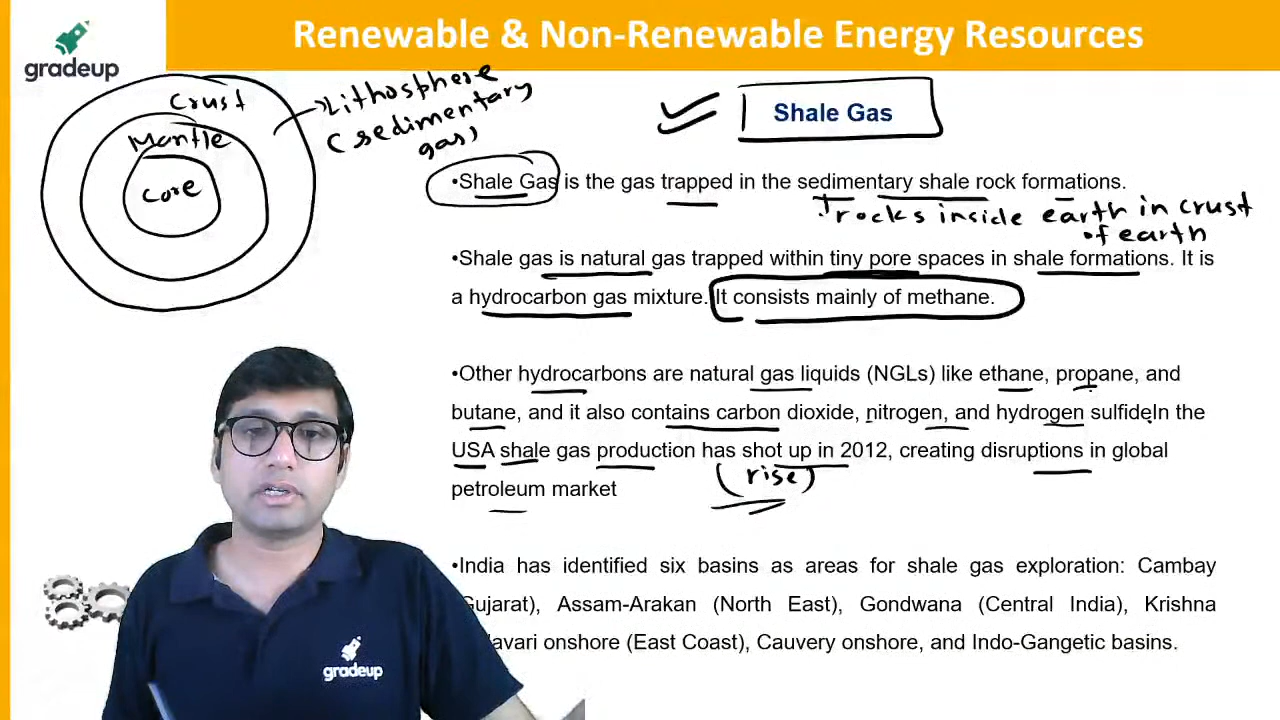 Renewable & Non-Renewable Energy Resources
gradeup
Crust
Mantle
Core
Lithosphere
(sedimentary
gas)
Shale Gas
•Shale Gas is the gas trapped in the sedimentary shale rock formations.
rocks inside earth in crust
of earth
•Shale gas is natural gas trapped within tiny pore spaces in shale formations. It is
a hydrocarbon gas mixture. It consists mainly of methane.
•Other hydrocarbons are natural gas liquids (NGLs) like ethane, propane, and
butane, and it also contains carbon dioxide, nitrogen, and hydrogen sulfide.In the
USA shale gas production has shot up in 2012, creating disruptions in global
(rise)
petroleum market
•India has identified six basins as areas for shale gas exploration: Cambay
Gujarat), Assam-Arakan (North East), Gondwana (Central India), Krishna
avari onshore (East Coast), Cauvery onshore, and Indo-Gangetic basins.
gradeup